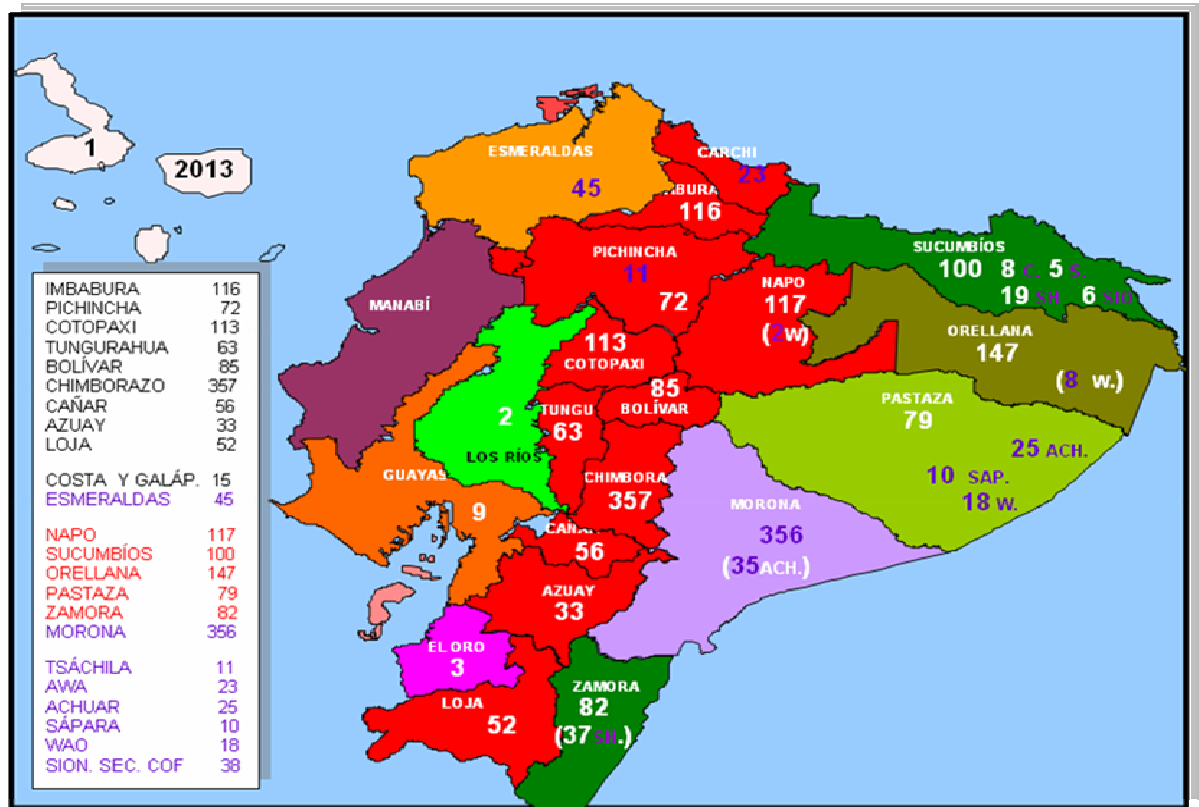 1
2013
ESMERALDAS
45
CARCHI
23
IBURA
116
PICHINCHA
11
72
SUCUMBÍOS
100 8 C. 5 S.
19 SH. 6 SIO
NAPO
117
(2W)
MANABÍ
ORELLANA
147
(8 W.)
113
COTOPAXI
85
BOLÍVAR
PASTAZA
79
25 ACH.
10 SAP.
18 W.
2
LOS RÍOS
TUNGU
63
GUAYAS
9
CHIMBORA
357
MORONA
356
(35ACH.)
CAÑA
56
AZUAY
33
EL ORO
3
LOJA
52
ZAMORA
82
(37 SH.)
IMBABURA 116
PICHINCHA 72
COTOPAXI 113
TUNGURAHUA 63
BOLÍVAR 85
CHIMBORAZO 357
CAÑAR 56
AZUAY 33
LOJA 52
COSTA Y GALÁP. 15
ESMERALDAS 45
NAPO 117
SUCUMBÍOS 100
ORELLANA 147
PASTAZA 79
ZAMORA 82
MORONA 356
TSÁCHILA 11
AWA 23
ACHUAR 25
SÁPARA 10
WAO 18
SION. SEC. COF 38